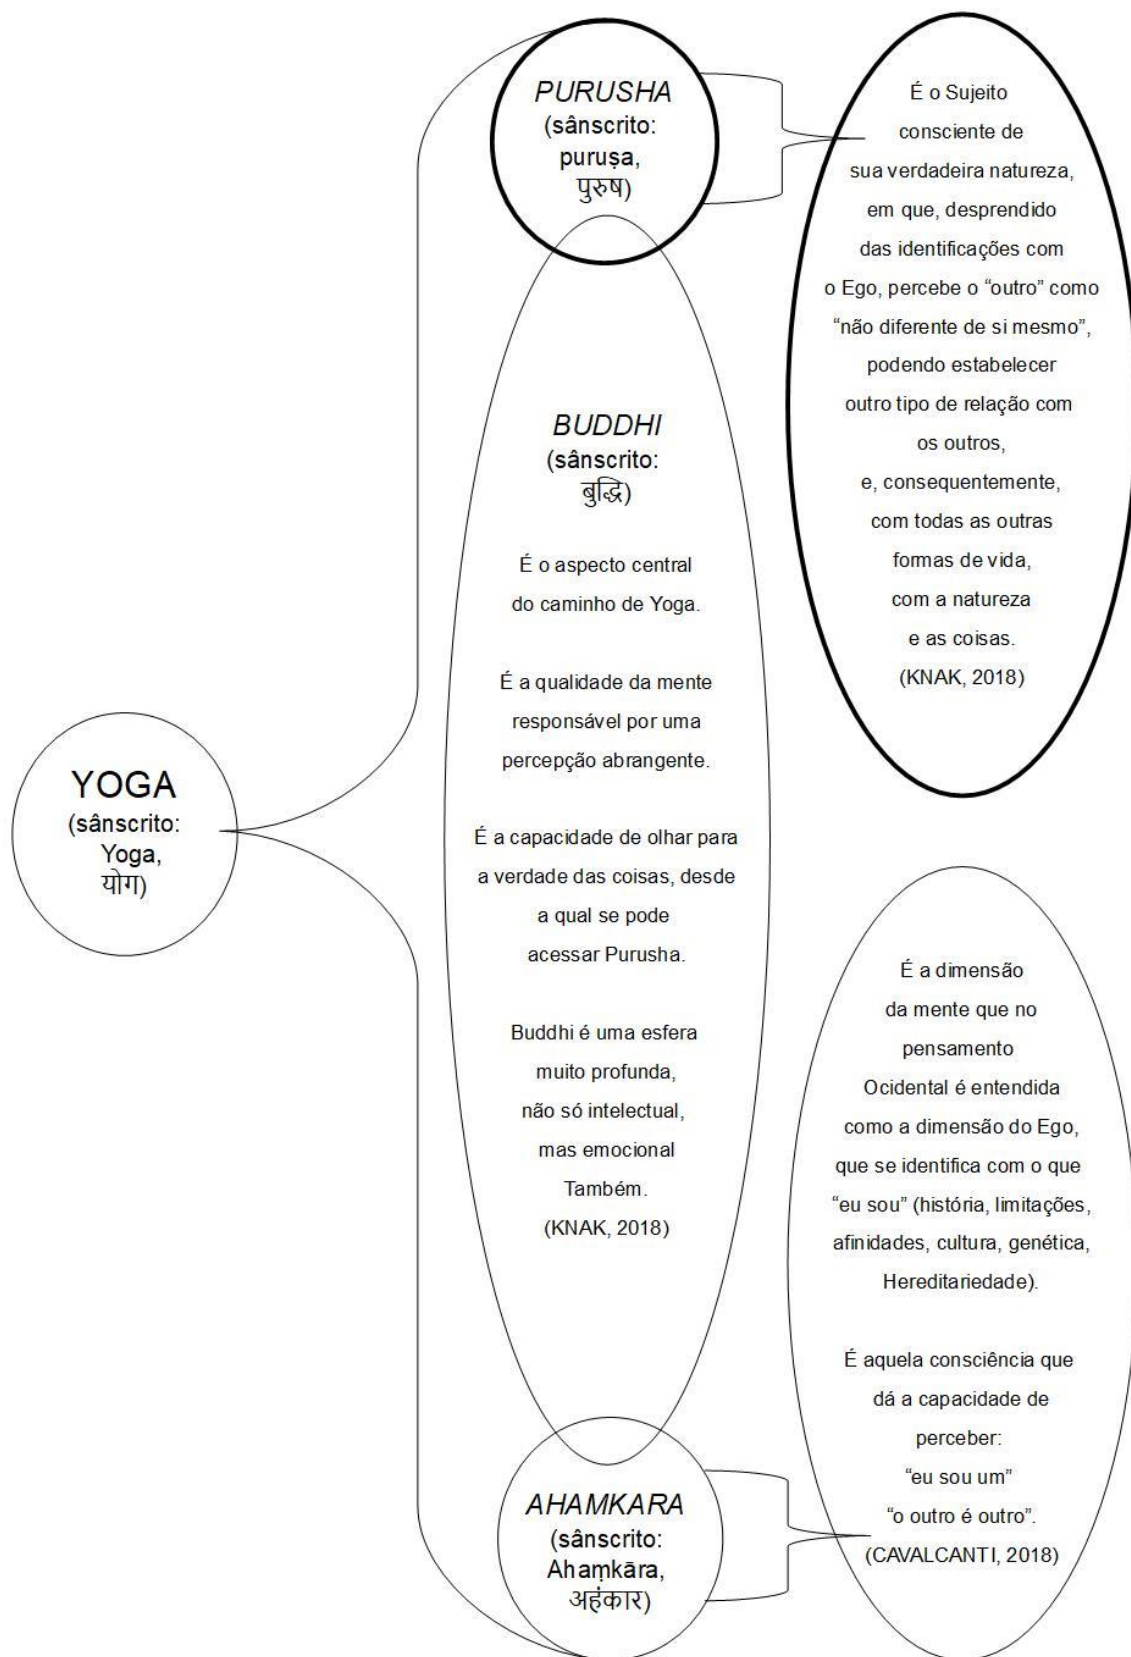 YOGA
(sânscrito:
Yoga,
योग)
PURUSHA
(sânscrito:
puruṣa,
पुरुष)
É o Sujeito
consciente de
sua verdadeira natureza,
em que, desprendido
das identificações com
o Ego, percebe o “outro” como
“não diferente de si mesmo”,
podendo estabelecer
outro tipo de relação com
os outros,
e, consequentemente,
com todas as outras
formas de vida,
com a natureza
e as coisas.
(KNAK, 2018)
BUDDHI
(sânscrito:
बुद्धि)
É o aspecto central
do caminho de Yoga.
É a qualidade da mente
responsável por uma
percepção abrangente.
É a capacidade de olhar para
a verdade das coisas, desde
a qual se pode
acessar Purusha.
Buddhi é uma esfera
muito profunda,
não só intelectual,
mas emocional
Também.
(KNAK, 2018)
AHAMKARA
(sânscrito:
Ahaṃkāra,
अहंकार)
É a dimensão
da mente que no
pensamento
Ocidental é entendida
como a dimensão do Ego,
que se identifica com o que
“eu sou” (história, limitações,
afinidades, cultura, genética,
Hereditariedade).
É aquela consciência que
dá a capacidade de
perceber:
“eu sou um”
“o outro é outro”.
(CAVALCANTI, 2018)